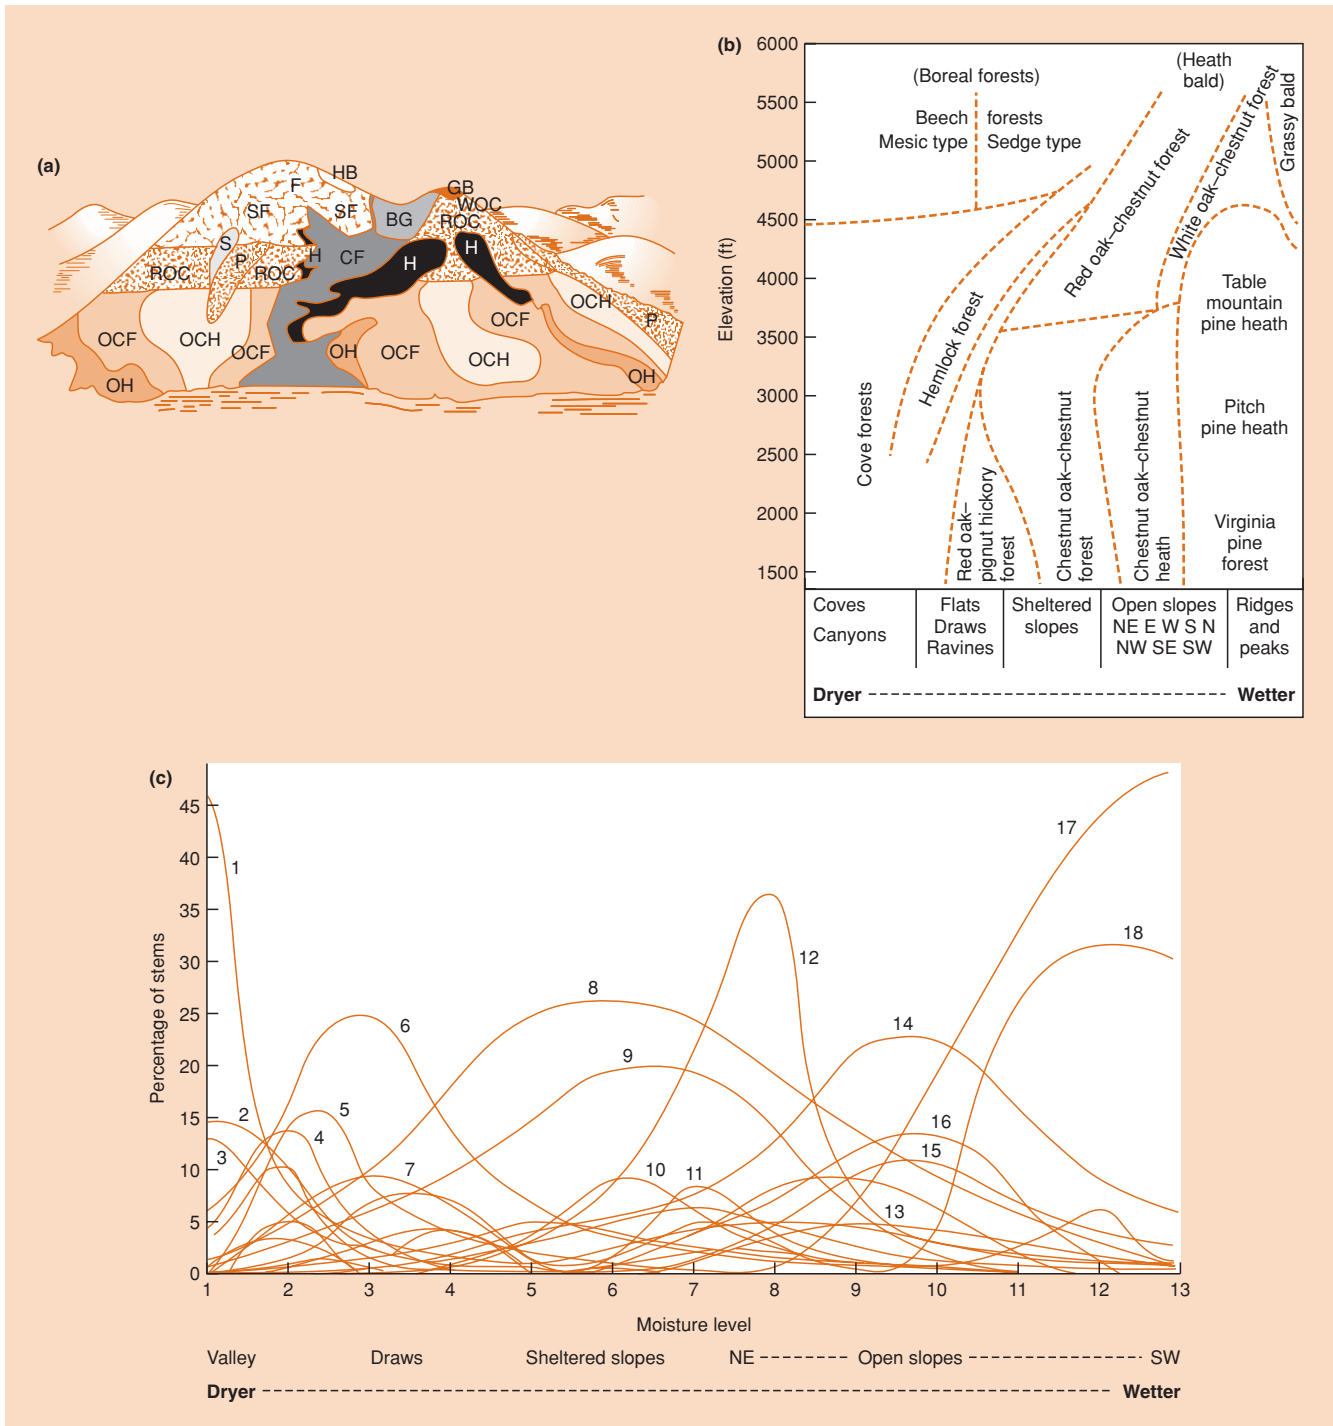 (a)
HB
F
GB
SF
SF
WOC
BG
ROC
S
H
H
P
H
CF
ROC
ROC
OCH
P
OCF
OCF
OCH
OCF
OH
OCF
OCH
OH
OH
(b)
Elevation (ft)
6000
5500
5000
4500
4000
3500
3000
2500
2000
1500
(Boreal forests)
(Heath
bald)
Beech
forests
Mesic type
Sedge type
Grassy bald
White oak–chestnut forest
Red oak–chestnut forest
Hemlock forest
Cove forests
Table
mountain
pine heath
Pitch
pine heath
Virginia
pine
forest
Red oak–
pignut hickory
forest
Chestnut oak–chestnut
forest
Chestnut oak–chestnut
heath
Coves
Canyons
Flats
Draws
Ravines
Sheltered
slopes
Open slopes
NE E W S N
NW SE SW
Ridges
and
peaks
Dryer
Wetter
(c)
Percentage of stems
45
40
35
30
25
20
15
10
5
0
1
2
3
4
5
6
7
8
9
10
11
12
13
14
15
16
17
18
1 2 3 4 5 6 7 8 9 10 11 12 13
Moisture level
Valley Draws Sheltered slopes NE Open slopes SW
Dryer Wetter